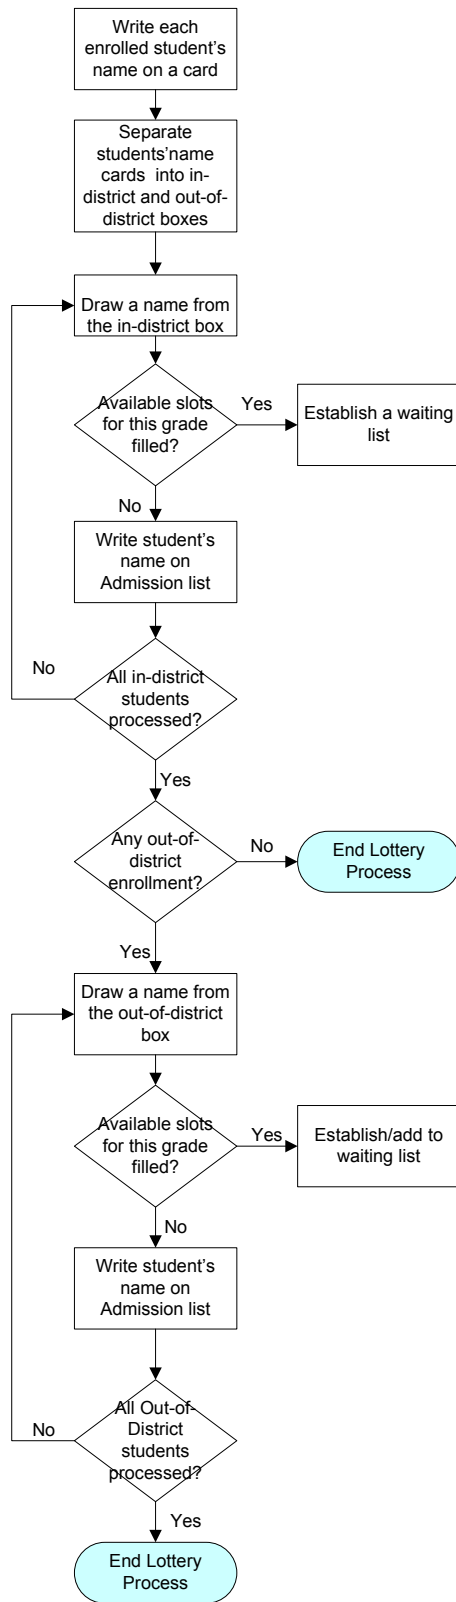 Write each
enrolled student’s
name on a card
Separate
students’name
cards  into in-
district and out-of-
district boxes
Draw a name from
the in-district box
Available slots
for this grade
filled?
Yes
Establish a waiting
list
No
Write student’s
name on
Admission list
No
All in-district
students
processed?
Yes
Any out-of-
district
enrollment?
No
End Lottery
Process
Yes
Draw a name from
the out-of-district
box
Available slots
for this grade
filled?
Yes
Establish/add to
waiting list
No
Write student’s
name on
Admission list
No
All Out-of-
District
students
processed?
Yes
End Lottery
Process